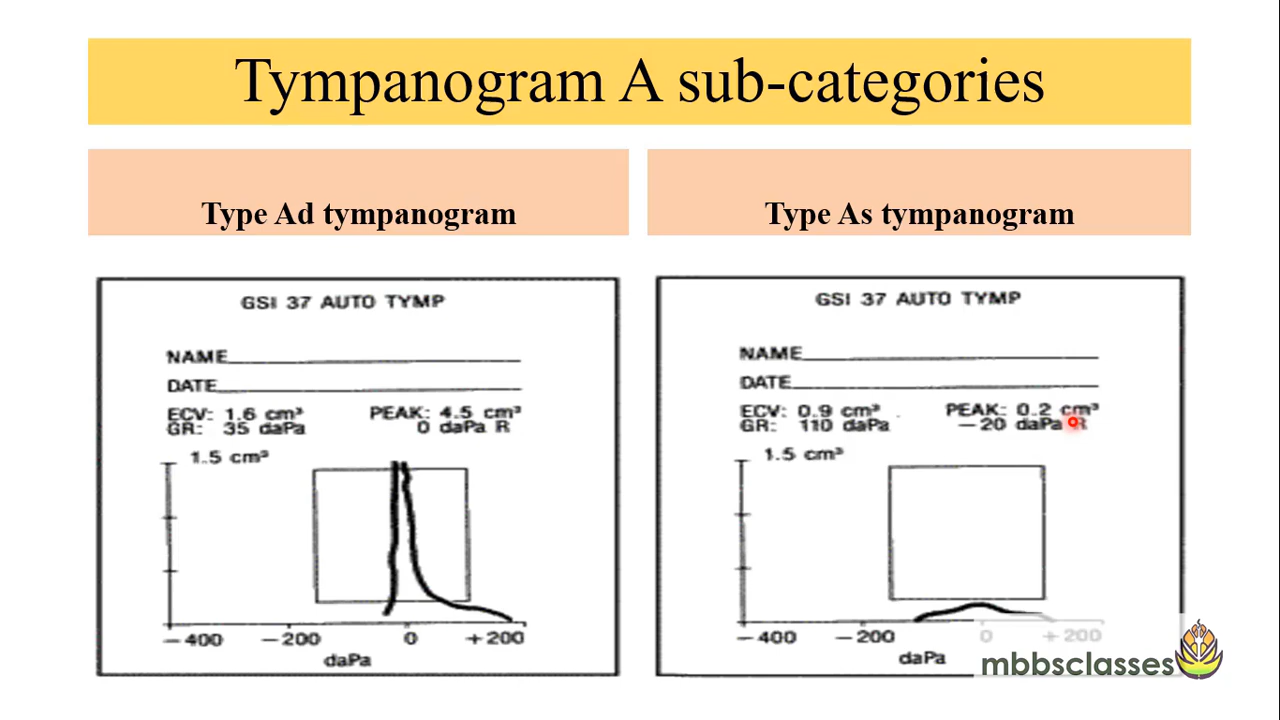 Tympanogram A sub-categories
Type Ad tympanogram
Type As tympanogram
GSI 37 AUTO TYMP
NAME
DATE
ECV: 1.6 cm³ PEAK: 4.5 cm³
GR: 35 daPa 0 daPa R
1.5 cm³
-400 -200 0 +200
daPa
GSI 37 AUTO TYMP
NAME
DATE
ECV: 0.9 cm³ PEAK: 0.2 cm³
GR: 110 daPa -20 daPa R
1.5 cm³
-400 -200 0 +200
daPa
mbbsclasses